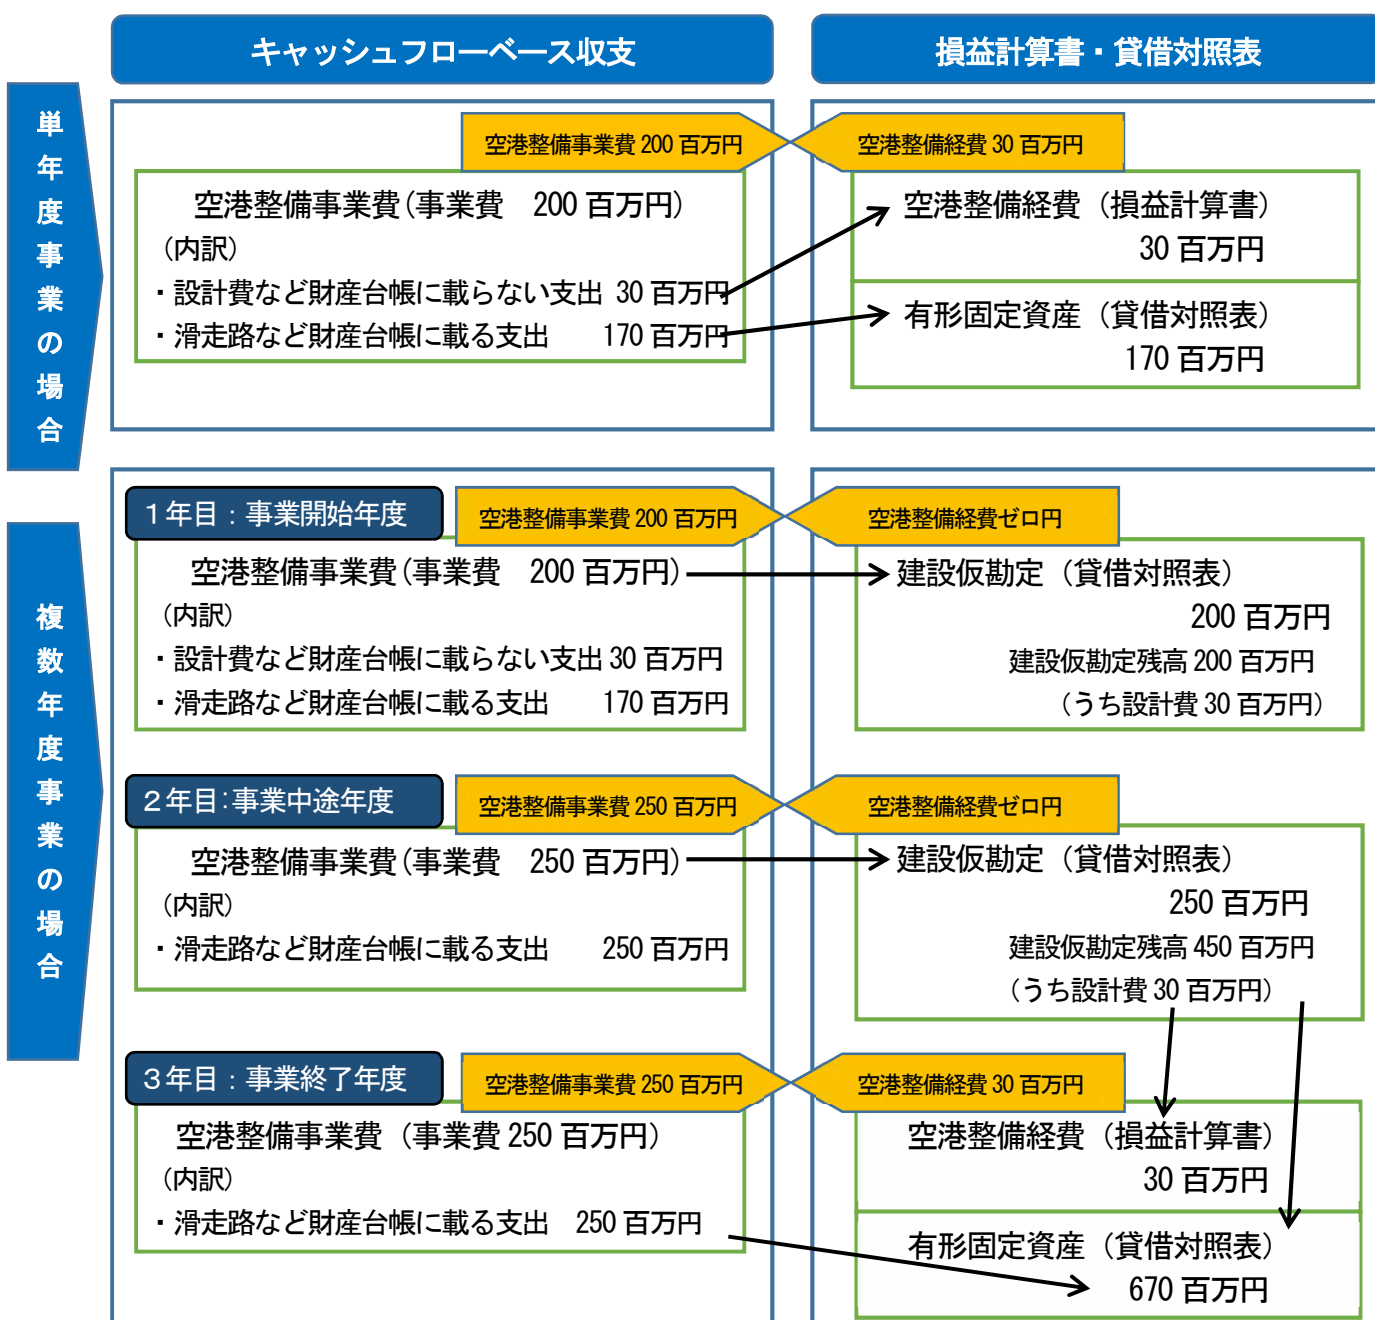 キャッシュフローベース収支
損益計算書・貸借対照表
単年度事業の場合
空港整備事業費 200 百万円
空港整備経費 30 百万円
空港整備事業費(事業費　200 百万円)
(内訳)
・設計費など財産台帳に載らない支出 30 百万円
・滑走路など財産台帳に載る支出　170 百万円
空港整備経費（損益計算書）
30 百万円
有形固定資産（貸借対照表）
170 百万円
複数年度事業の場合
１年目：事業開始年度
空港整備事業費 200 百万円
空港整備経費ゼロ円
空港整備事業費(事業費　200 百万円)
(内訳)
・設計費など財産台帳に載らない支出 30 百万円
・滑走路など財産台帳に載る支出　170 百万円
建設仮勘定（貸借対照表）
200 百万円
建設仮勘定残高 200 百万円
（うち設計費 30 百万円）
２年目：事業中途年度
空港整備事業費 250 百万円
空港整備経費ゼロ円
空港整備事業費(事業費　250 百万円)
(内訳)
・滑走路など財産台帳に載る支出　250 百万円
建設仮勘定（貸借対照表）
250 百万円
建設仮勘定残高 450 百万円
（うち設計費 30 百万円）
３年目：事業終了年度
空港整備事業費 250 百万円
空港整備経費 30 百万円
空港整備事業費（事業費 250 百万円）
(内訳)
・滑走路など財産台帳に載る支出　250 百万円
空港整備経費（損益計算書）
30 百万円
有形固定資産（貸借対照表）
670 百万円